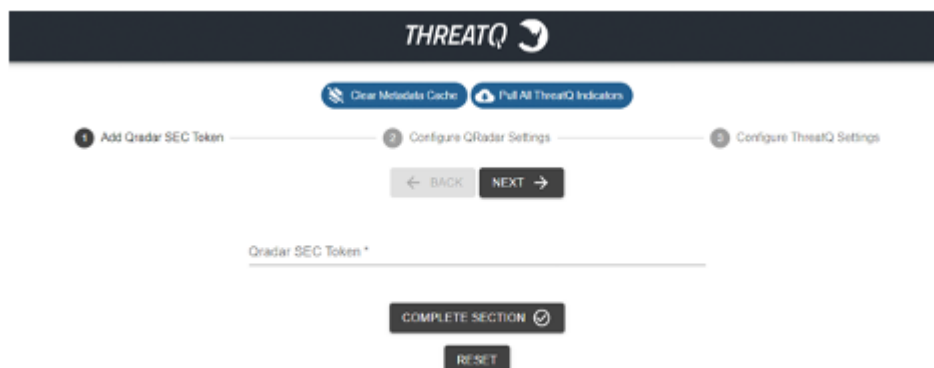 THREATQ
Clear Metadata Cache Pull All ThreatQ Indicators
1 Add Qradar SEC Token 2 Configure QRadar Settings 3 Configure ThreatQ Settings
← BACK NEXT →
Qradar SEC Token *
COMPLETE SECTION
RESET